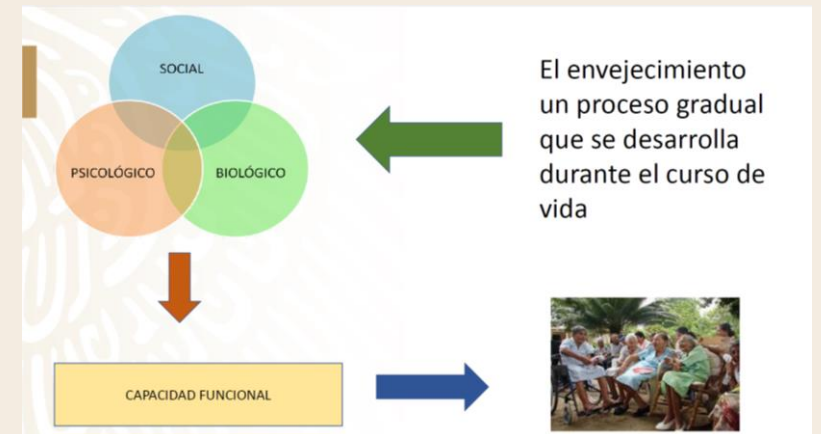 SOCIAL
PSICOLÓGICO
BIOLÓGICO
El envejecimiento
un proceso gradual
que se desarrolla
durante el curso de
vida
CAPACIDAD FUNCIONAL